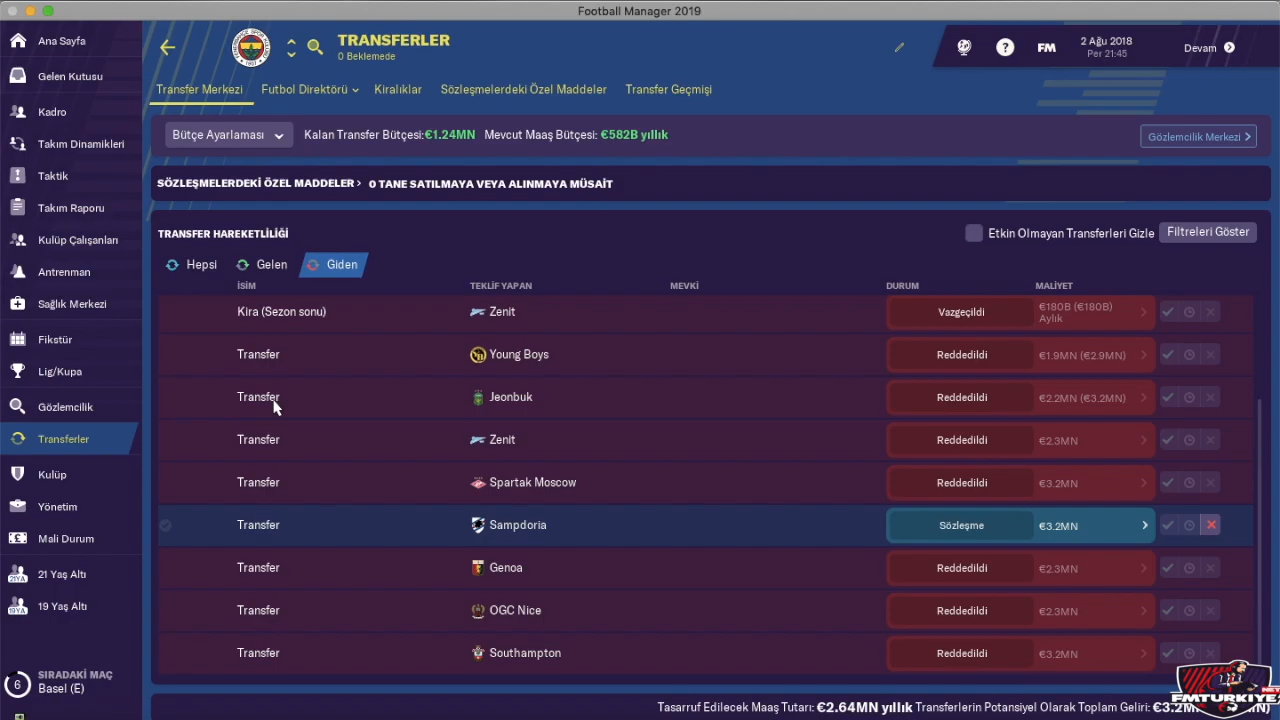 Football Manager 2019
Ana Sayfa
Gelen Kutusu
Kadro
Takım Dinamikleri
Taktik
Takım Raporu
Kulüp Çalışanları
Antrenman
Sağlık Merkezi
Fikstür
Lig/Kupa
Gözlemcilik
Transferler
Kulüp
Yönetim
Mali Durum
21YA 21 Yaş Altı
19YA 19 Yaş Altı
6 SIRADAKİ MAÇ
Basel (E)
TRANSFERLER
0 Beklemede
? FM 2 Ağu 2018 Devam
Per 21:45
Transfer Merkezi Futbol Direktörü Kiralıklar Sözleşmelerdeki Özel Maddeler Transfer Geçmişi
Bütçe Ayarlaması Kalan Transfer Bütçesi:€1.24MN Mevcut Maaş Bütçesi: €582B yıllık Gözlemcilik Merkezi >
SÖZLEŞMELERDEKİ ÖZEL MADDELER > 0 TANE SATILMAYA VEYA ALINMAYA MÜSAİT
TRANSFER HAREKETLİLİĞİ Etkin Olmayan Transferleri Gizle Filtreleri Göster
Hepsi Gelen Giden
İSİM TEKLİF YAPAN MEVKİ DURUM MALİYET
Kira (Sezon sonu) Zenit Vazgeçildi €180B (€180B)
Aylık
Transfer Young Boys Reddedildi €1.9MN (€2.9MN)
Transfer Jeonbuk Reddedildi €2.2MN (€3.2MN)
Transfer Zenit Reddedildi €2.3MN
Transfer Spartak Moscow Reddedildi €3.2MN
Transfer Sampdoria Sözleşme €3.2MN
Transfer Genoa Reddedildi €2.3MN
Transfer OGC Nice Reddedildi €2.3MN
Transfer Southampton Reddedildi €3.2MN
Tasarruf Edilecek Maaş Tutarı: €2.64MN yıllık Transferlerin Potansiyel Olarak Toplam Geliri:
FMTURKIYE.NET